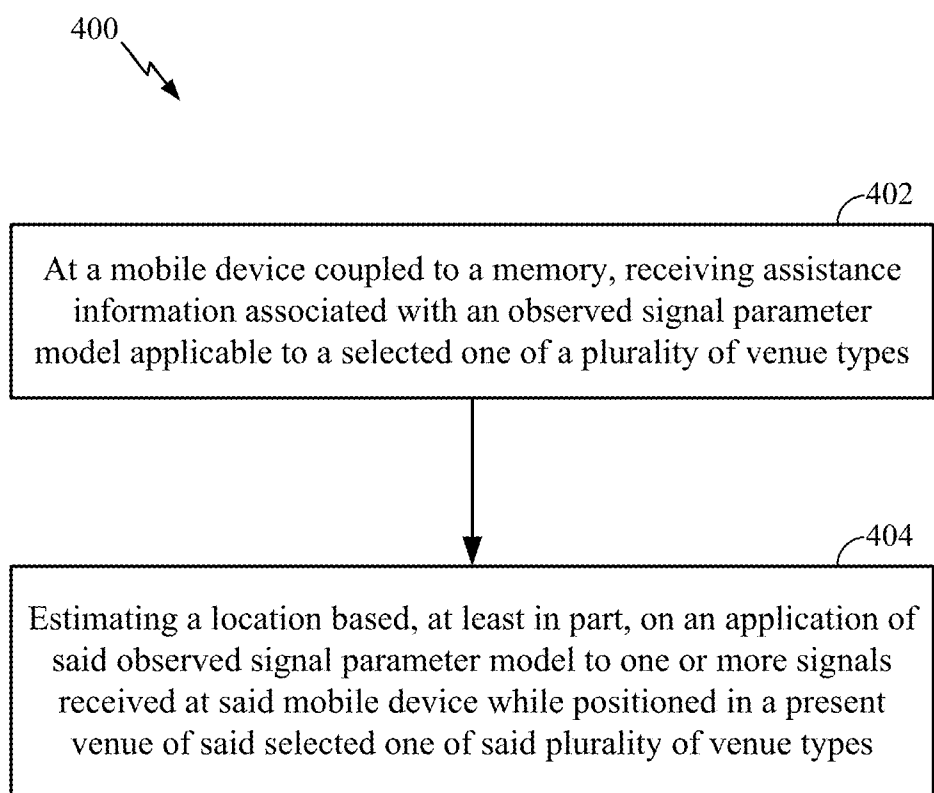 400
402
At a mobile device coupled to a memory, receiving assistance
information associated with an observed signal parameter
model applicable to a selected one of a plurality of venue types
404
Estimating a location based, at least in part, on an application of
said observed signal parameter model to one or more signals
received at said mobile device while positioned in a present
venue of said selected one of said plurality of venue types